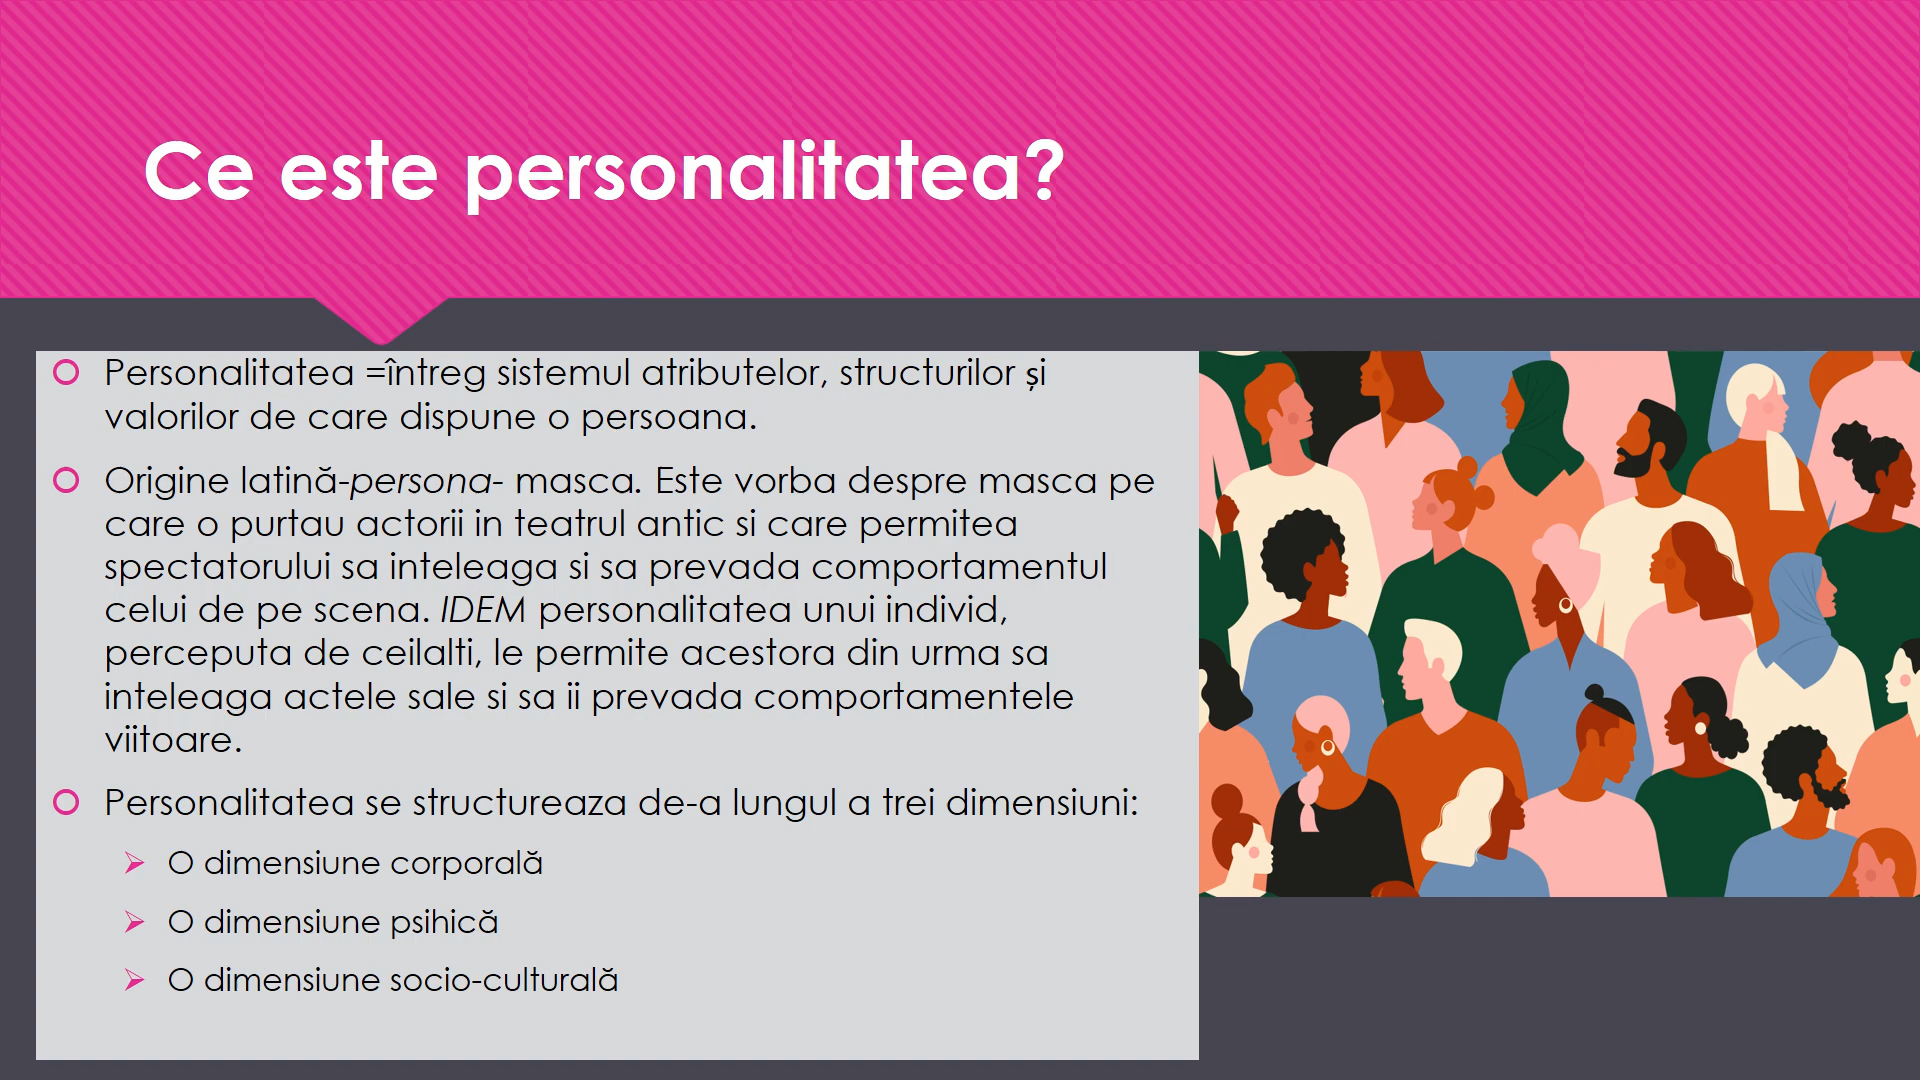 Ce este personalitatea?
Personalitatea =întreg sistemul atributelor, structurilor și
valorilor de care dispune o persoana.
Origine latină-persona- masca. Este vorba despre masca pe
care o purtau actorii in teatrul antic si care permitea
spectatorului sa inteleaga si sa prevada comportamentul
celui de pe scena. IDEM personalitatea unui individ,
perceputa de ceilalti, le permite acestora din urma sa
inteleaga actele sale si sa ii prevada comportamentele
viitoare.
Personalitatea se structureaza de-a lungul a trei dimensiuni:
O dimensiune corporală
O dimensiune psihică
O dimensiune socio-culturală